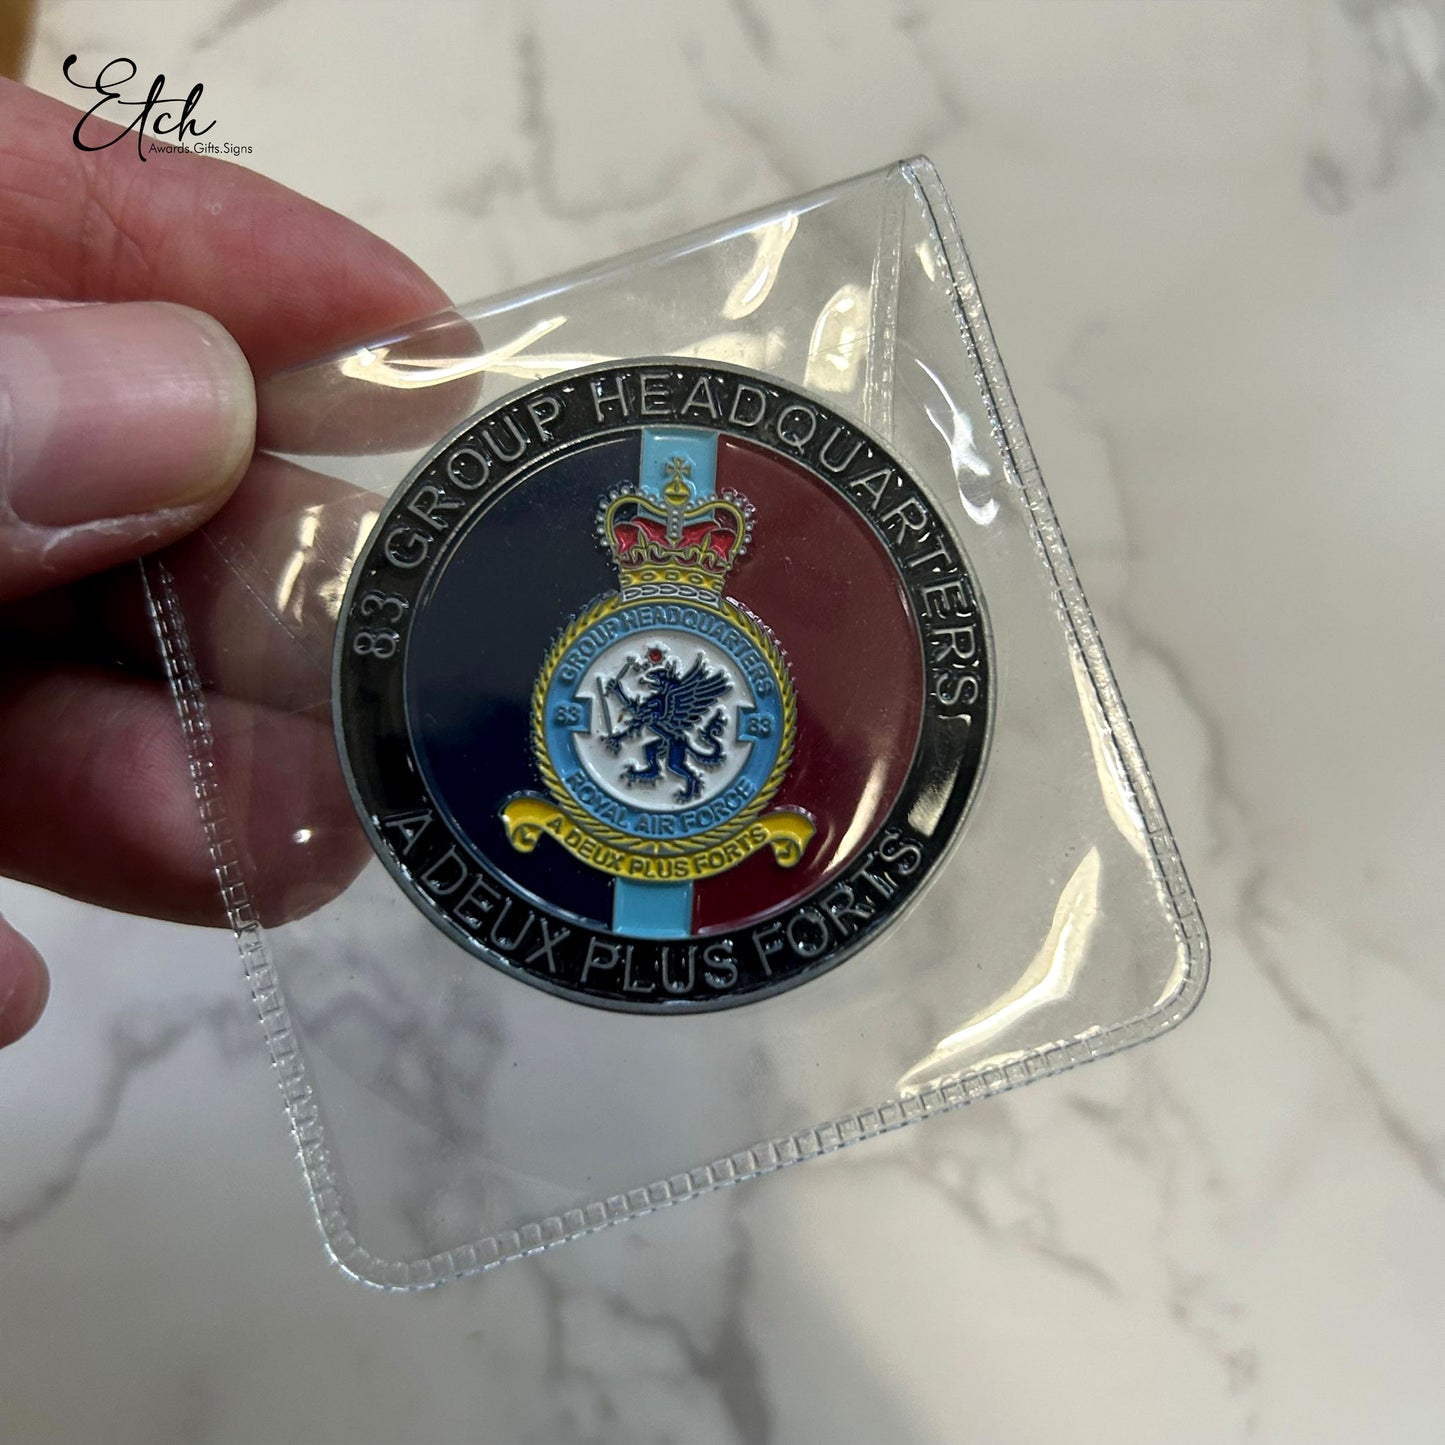 Etch
Awards.Gifts.Signs
83 GROUP HEADQUARTERS
GROUP HEADQUARTERS
83 83
ROYAL AIR FORCE
A DEUX PLUS FORTS
A DEUX PLUS FORTS